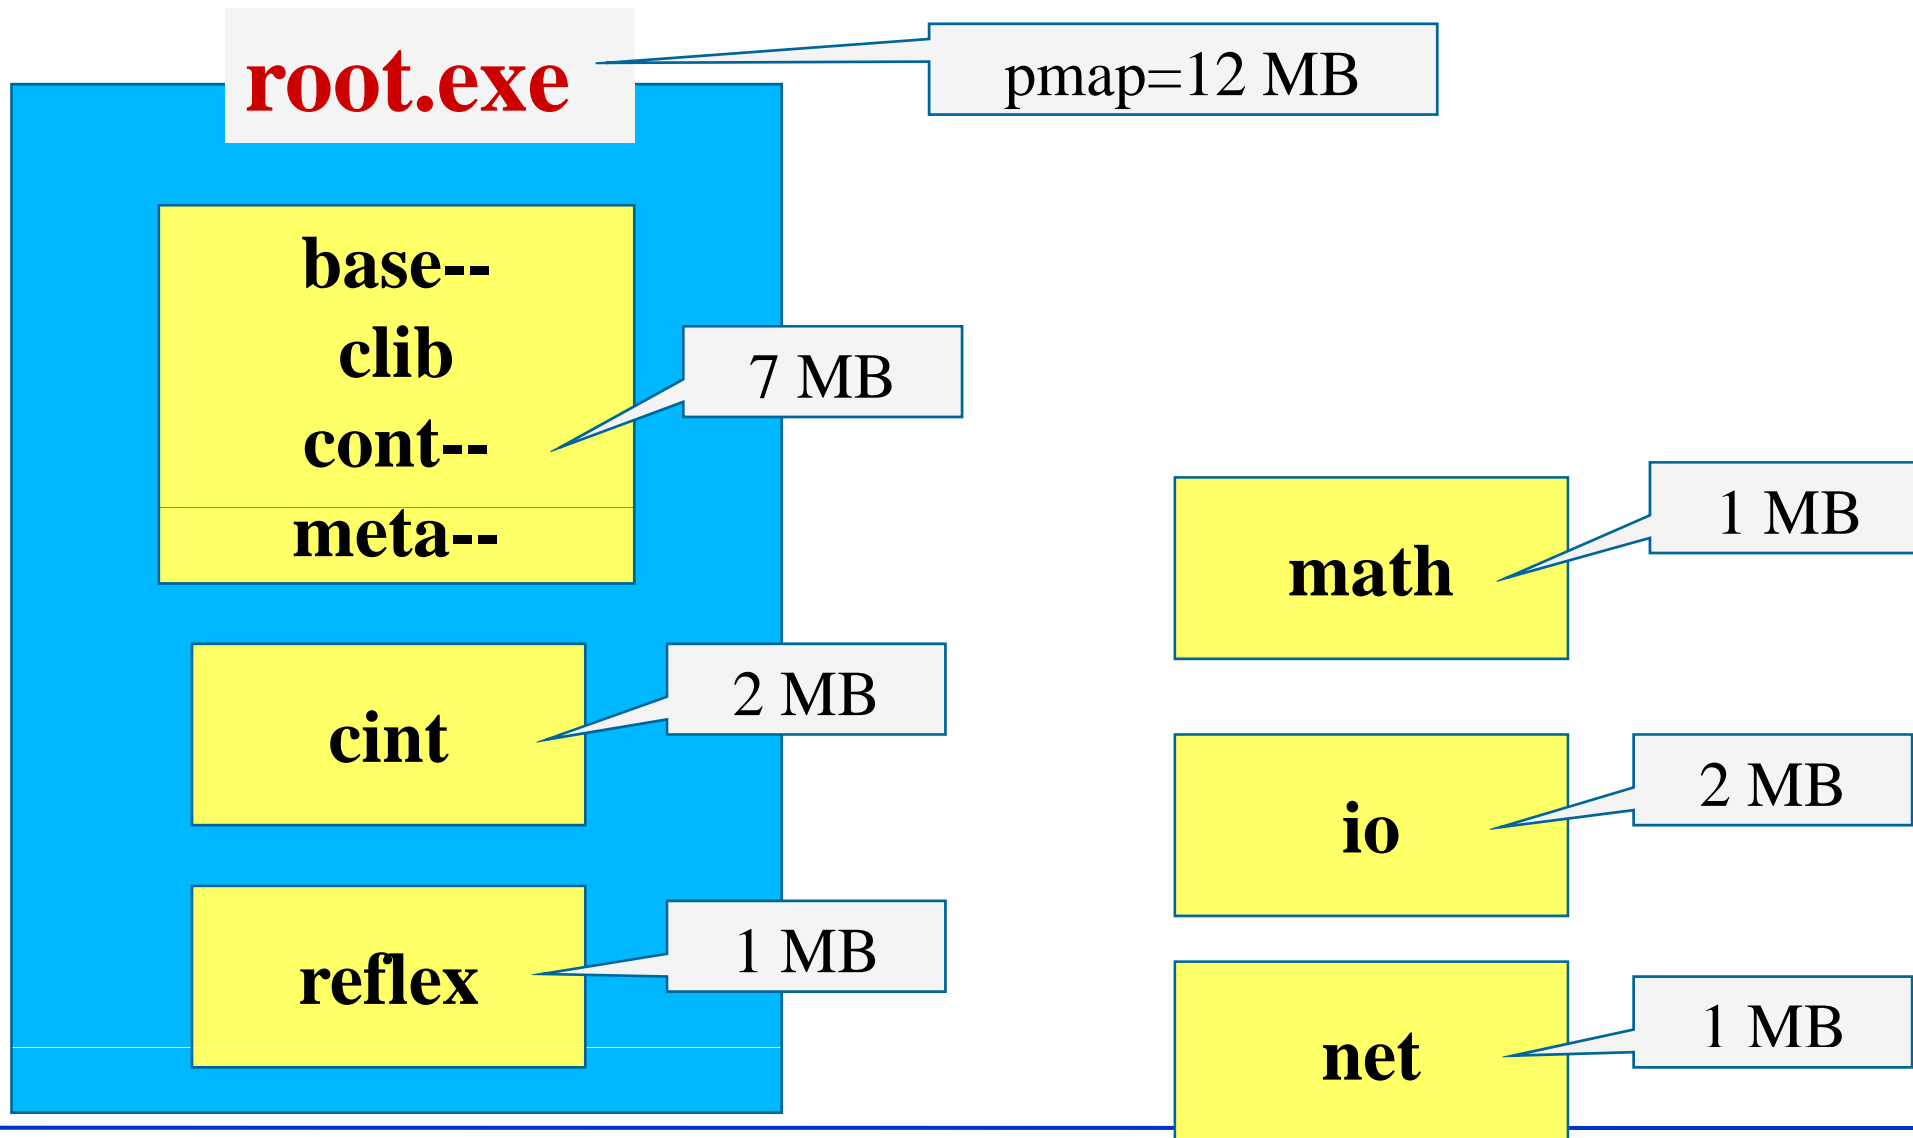 root.exe
pmap=12 MB
base--
clib
cont--
meta--
7 MB
cint
2 MB
reflex
1 MB
math
1 MB
io
2 MB
net
1 MB